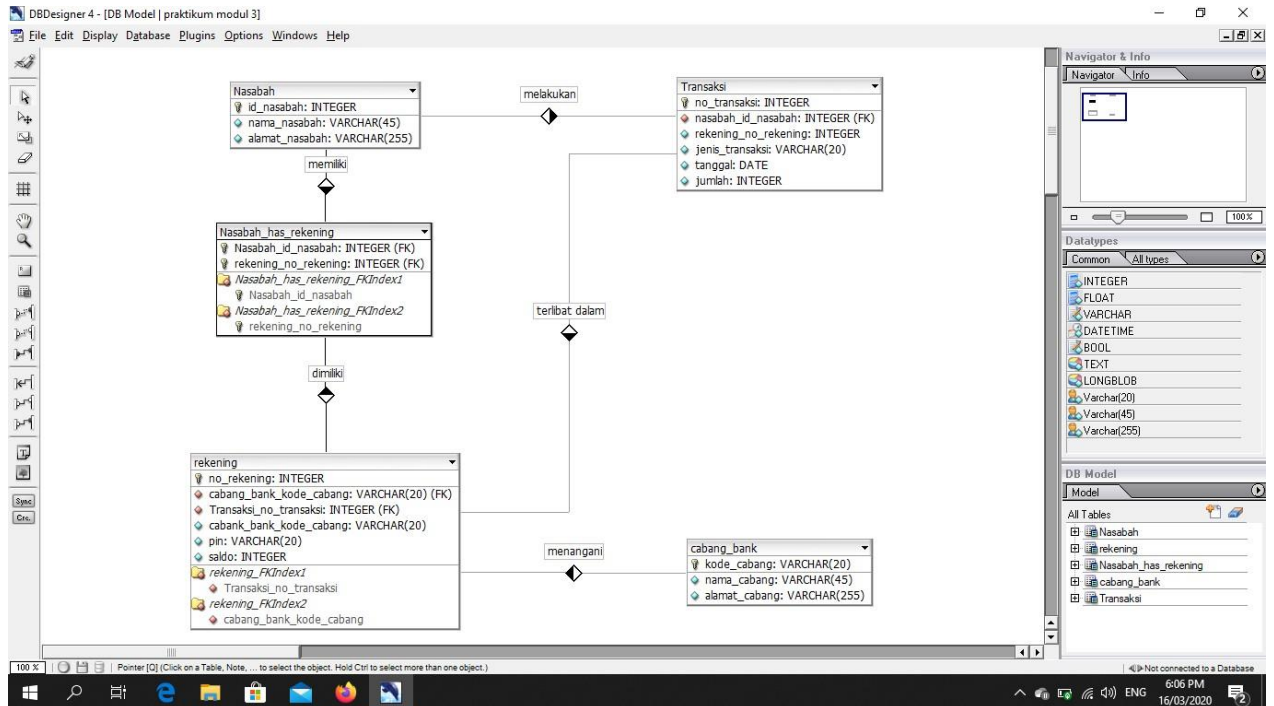 DBDesigner 4 - [DB Model | praktikum modul 3]
File Edit Display Database Plugins Options Windows Help
Navigator & Info
Navigator Info
Nasabah
id_nasabah: INTEGER
nama_nasabah: VARCHAR(45)
alamat_nasabah: VARCHAR(255)
melakukan
Transaksi
no_transaksi: INTEGER
nasabah_id_nasabah: INTEGER (FK)
rekening_no_rekening: INTEGER
jenis_transaksi: VARCHAR(20)
tanggal: DATE
jumlah: INTEGER
memiliki
Nasabah_has_rekening
Nasabah_id_nasabah: INTEGER (FK)
rekening_no_rekening: INTEGER (FK)
Nasabah_has_rekening_FKIndex1
Nasabah_id_nasabah
Nasabah_has_rekening_FKIndex2
rekening_no_rekening
terlibat dalam
dimiliki
rekening
no_rekening: INTEGER
cabang_bank_kode_cabang: VARCHAR(20) (FK)
Transaksi_no_transaksi: INTEGER (FK)
cabank_bank_kode_cabang: VARCHAR(20)
pin: VARCHAR(20)
saldo: INTEGER
rekening_FKIndex1
Transaksi_no_transaksi
rekening_FKIndex2
cabang_bank_kode_cabang
menangani
cabang_bank
kode_cabang: VARCHAR(20)
nama_cabang: VARCHAR(45)
alamat_cabang: VARCHAR(255)
100%
Datatypes
Common All types
INTEGER
FLOAT
VARCHAR
DATETIME
BOOL
TEXT
LONGBLOB
Varchar(20)
Varchar(45)
Varchar(255)
DB Model
Model
All Tables
Nasabah
rekening
Nasabah_has_rekening
cabang_bank
Transaksi
Sync
100 % Pointer [Q] (Click on a Table, Note, ... to select the object. Hold Ctrl to select more than one object.) Not connected to a Database
ENG
6:06 PM
16/03/2020
2